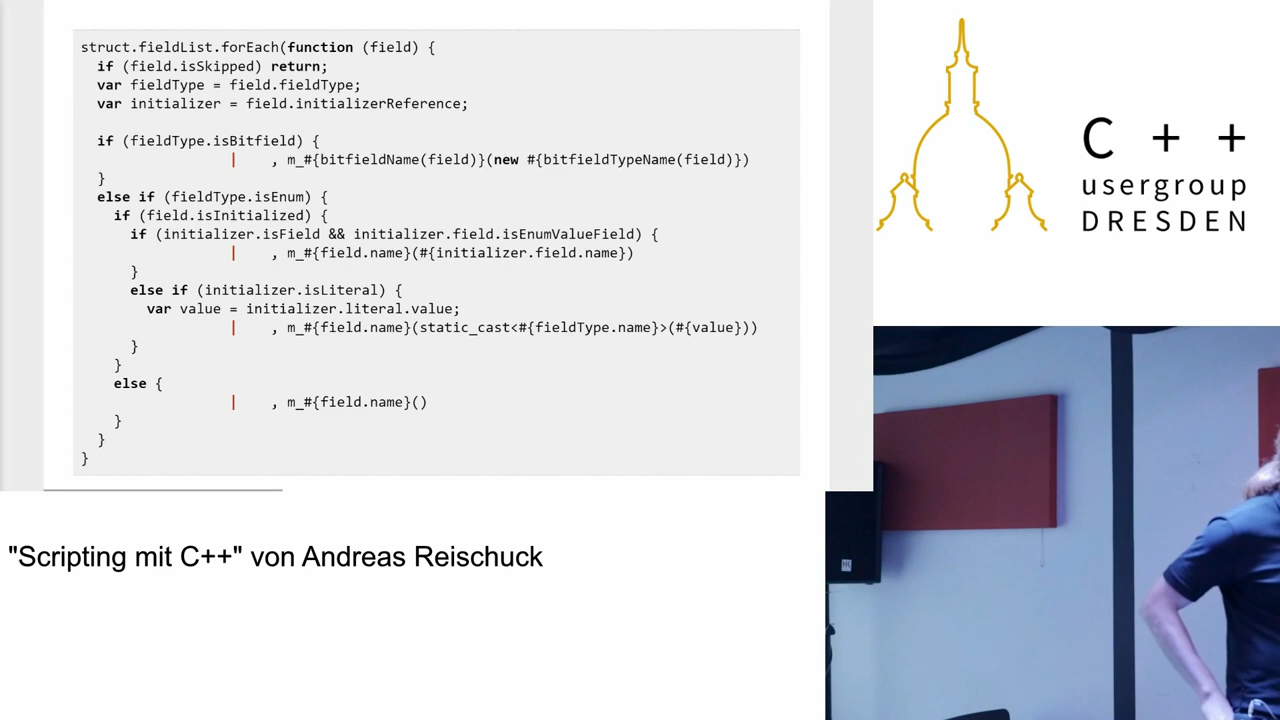 struct.fieldList.forEach(function (field) {
if (field.isSkipped) return;
var fieldType = field.fieldType;
var initializer = field.initializerReference;
if (fieldType.isBitfield) {
| , m_#{bitfieldName(field)}(new #{bitfieldTypeName(field)})
}
else if (fieldType.isEnum) {
if (field.isInitialized) {
if (initializer.isField && initializer.field.isEnumValueField) {
| , m_#{field.name}(#{initializer.field.name})
}
else if (initializer.isLiteral) {
var value = initializer.literal.value;
| , m_#{field.name}(static_cast<#{fieldType.name}>(#{value}))
}
}
else {
| , m_#{field.name}()
}
}
}
C + +
usergroup
DRESDEN
"Scripting mit C++" von Andreas Reischuck